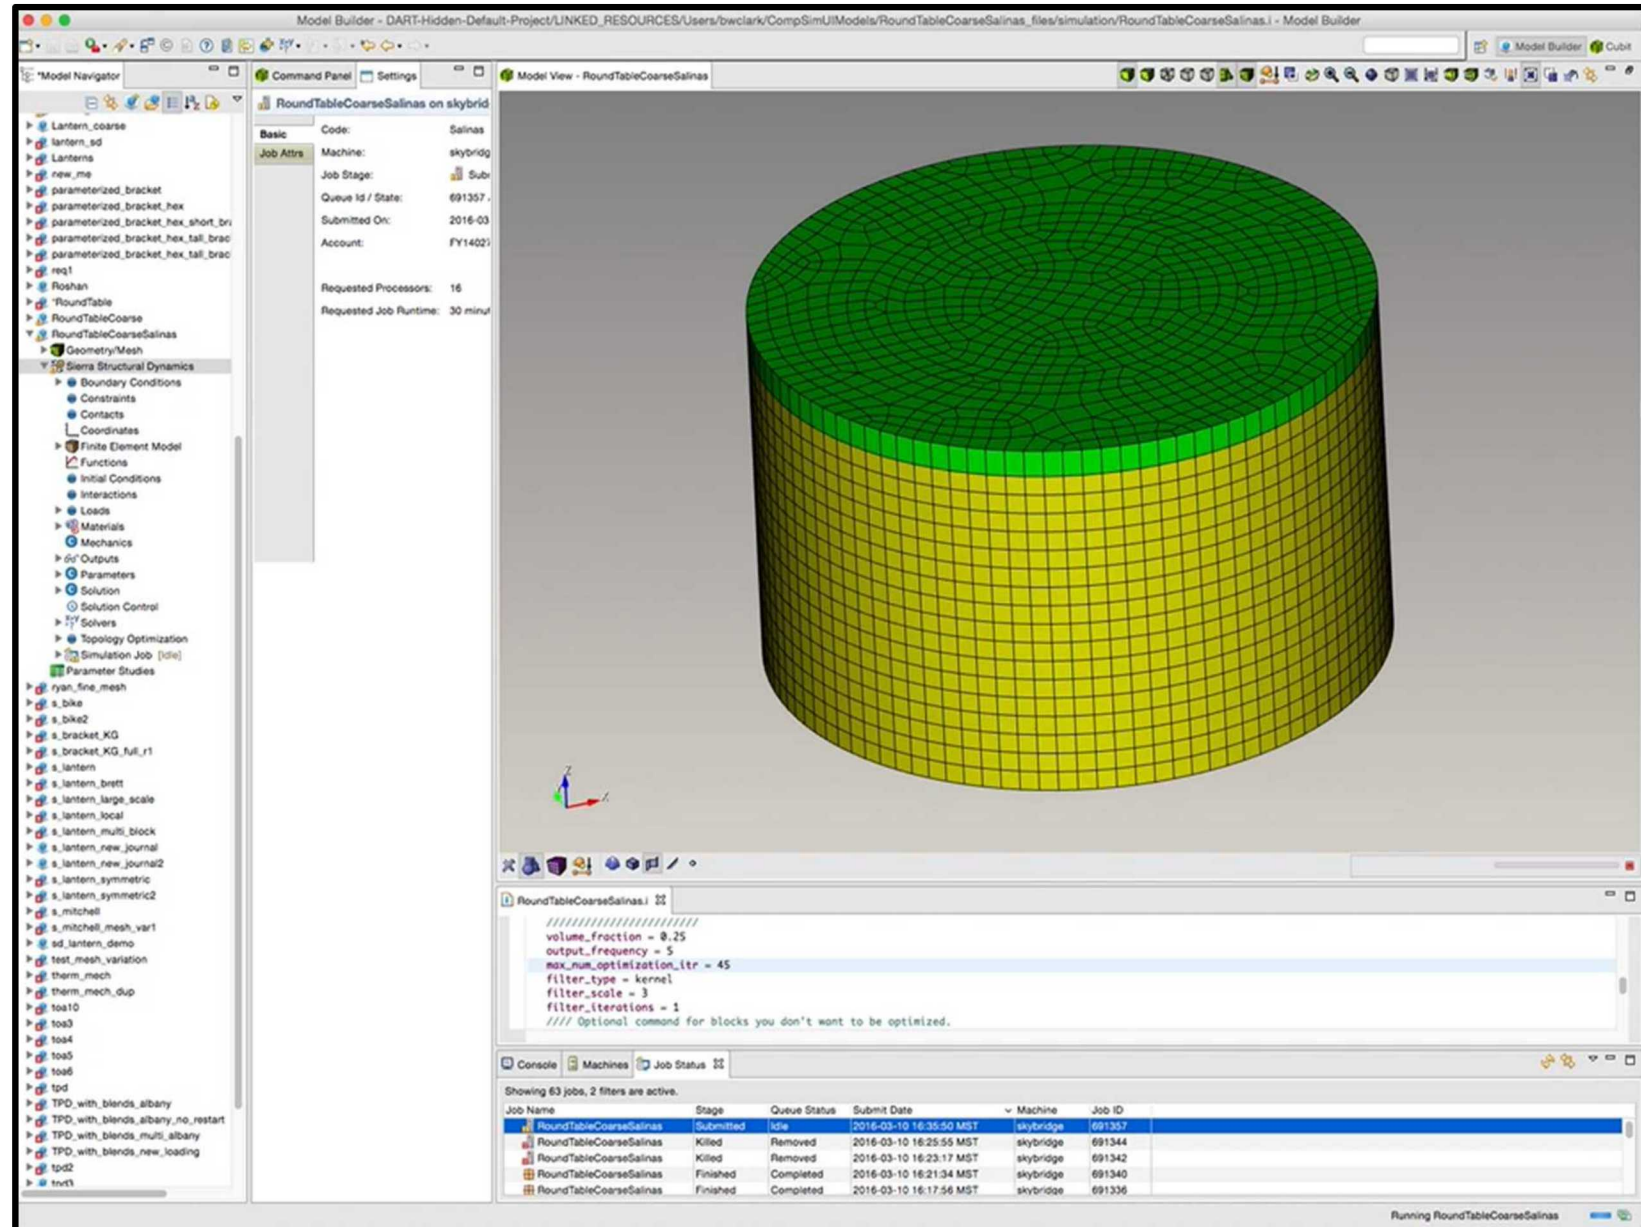 Model Builder - DART-Hidden-Default-Project/LINKED_RESOURCES/Users/bwclark/CompSimUIModels/RoundTableCoarseSalinas_files/simulation/RoundTableCoarseSalinas.i - Model Builder
Model Builder
Cubit
*Model Navigator
Lantern_coarse
lantern_sd
Lanterns
new_me
parameterized_bracket
parameterized_bracket_hex
parameterized_bracket_hex_short_bra
parameterized_bracket_hex_tall_brac
parameterized_bracket_hex_tall_brac
req1
Roshan
*RoundTable
RoundTableCoarse
RoundTableCoarseSalinas
Geometry/Mesh
Sierra Structural Dynamics
Boundary Conditions
Constraints
Contacts
Coordinates
Finite Element Model
Functions
Initial Conditions
Interactions
Loads
Materials
Mechanics
Outputs
Parameters
Solution
Solution Control
Solvers
Topology Optimization
Simulation Job [Idle]
Parameter Studies
ryan_fine_mesh
s_bike
s_bike2
s_bracket_KG
s_bracket_KG_full_r1
s_lantern
s_lantern_brett
s_lantern_large_scale
s_lantern_local
s_lantern_multi_block
s_lantern_new_journal
s_lantern_new_journal2
s_lantern_symmetric
s_lantern_symmetric2
s_mitchell
s_mitchell_mesh_var1
sd_lantern_demo
test_mesh_variation
therm_mech
therm_mech_dup
toa10
toa3
toa4
toa5
toa6
tpd
TPD_with_blends_albany
TPD_with_blends_albany_no_restart
TPD_with_blends_multi_albany
TPD_with_blends_new_loading
tpd2
tpd3
Command Panel
Settings
RoundTableCoarseSalinas on skybrid
Basic
Job Attrs
Code: Salinas
Machine: skybridg
Job Stage: Subr
Queue Id / State: 691357
Submitted On: 2016-03
Account: FY1402
Requested Processors: 16
Requested Job Runtime: 30 minut
Model View - RoundTableCoarseSalinas
Z
X
RoundTableCoarseSalinas.i
////////////////////////
volume_fraction = 0.25
output_frequency = 5
max_num_optimization_itr = 45
filter_type = kernel
filter_scale = 3
filter_iterations = 1
//// Optional command for blocks you don't want to be optimized.
Console
Machines
Job Status
Showing 63 jobs, 2 filters are active.
Job Name Stage Queue Status Submit Date Machine Job ID
RoundTableCoarseSalinas Submitted Idle 2016-03-10 16:35:50 MST skybridge 691357
RoundTableCoarseSalinas Killed Removed 2016-03-10 16:25:55 MST skybridge 691344
RoundTableCoarseSalinas Killed Removed 2016-03-10 16:23:17 MST skybridge 691342
RoundTableCoarseSalinas Finished Completed 2016-03-10 16:21:34 MST skybridge 691340
RoundTableCoarseSalinas Finished Completed 2016-03-10 16:17:56 MST skybridge 691336
Running RoundTableCoarseSalinas